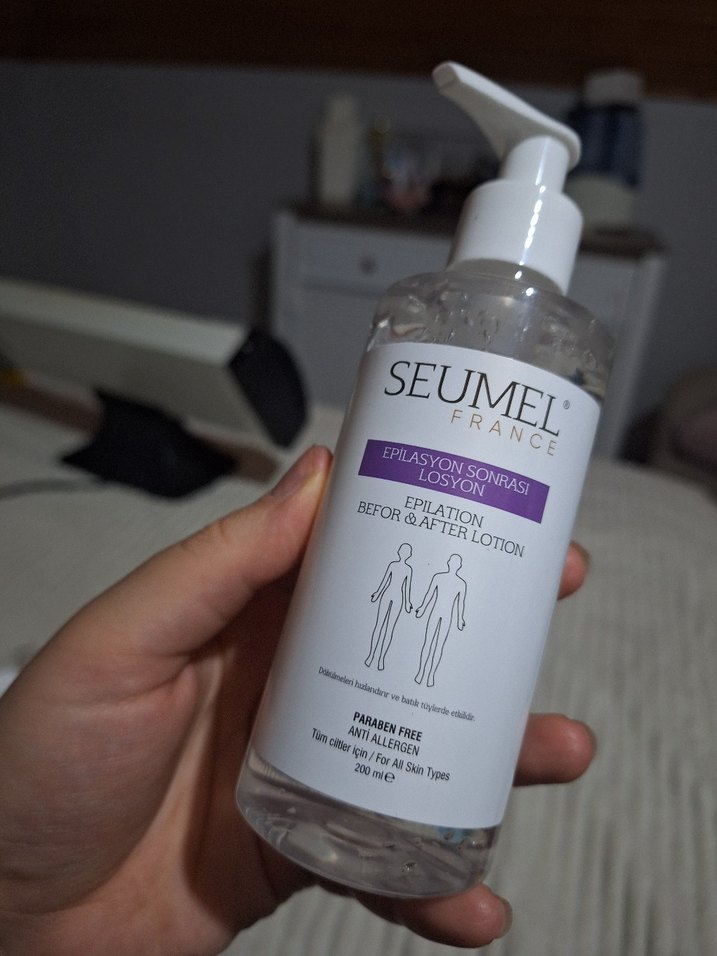 SEUMEL®
FRANCE
EPİLASYON SONRASI
LOSYON
EPILATION
BEFOR & AFTER LOTION
Dökülmeleri hızlandırır ve batık tüylerde etkilidir.
PARABEN FREE
ANTİ ALLERGEN
Tüm ciltler için / For All Skin Types
200 ml ℮